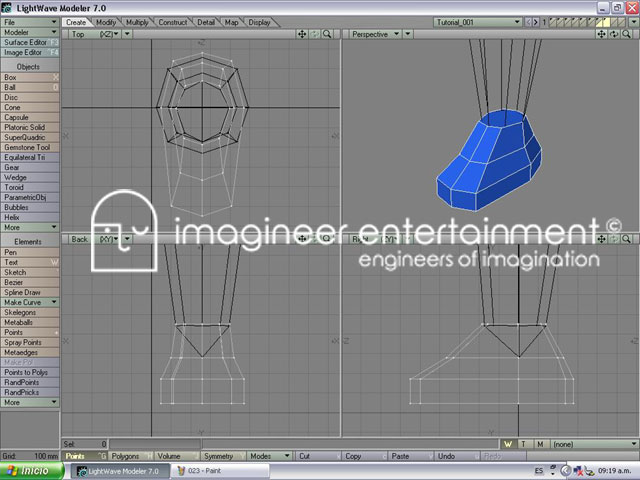 LightWave Modeler 7.0
File
Create Modify Multiply Construct Detail Map Display
Tutorial_001
1
Modeler
Top (XZ)
Perspective
Surface Editor
Image Editor
Objects
Box
Ball
Disc
Cone
Capsule
Platonic Solid
SuperQuadric
Gemstone Tool
Equilateral Tri
Gear
Wedge
Toroid
ParametricObj
Bubbles
Helix
More
imagineer entertainment©
engineers of imagination
Back (XY)
Right
Elements
Pen
Text W
Sketch
Bezier
Spline Draw
Make Curve
Skelegons
Metaballs
Points
Spray Points
Metaedges
Make Pol
Points to Polys
RandPoints
RandPricks
More
Sel: 0
W T M (none)
Grid: 100 mm
Points Polygons Volume Symmetry Modes Cut Copy Paste Undo Redo
Inicio LightWave Modeler 7.0 023 - Paint ES 09:19 a.m.